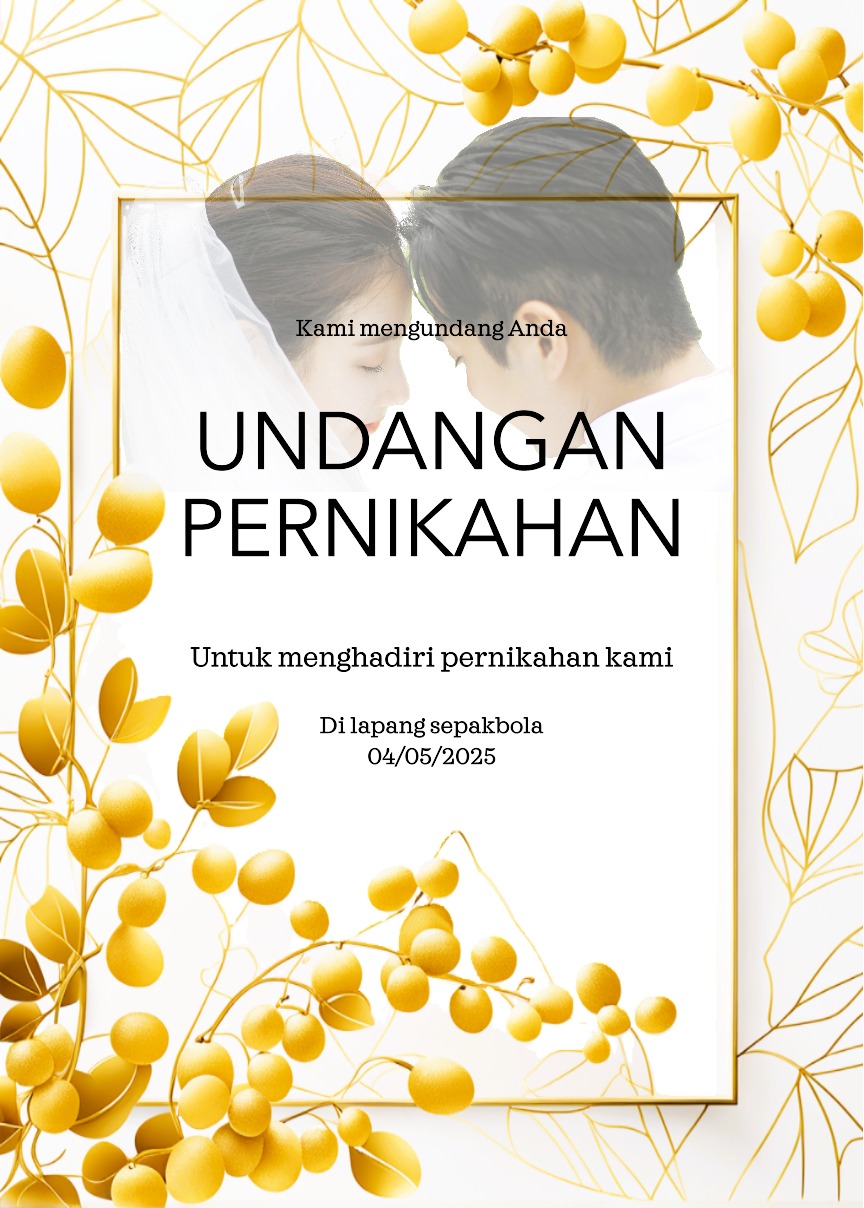 Kami mengundang Anda
UNDANGAN
PERNIKAHAN
Untuk menghadiri pernikahan kami
Di lapang sepakbola
04/05/2025